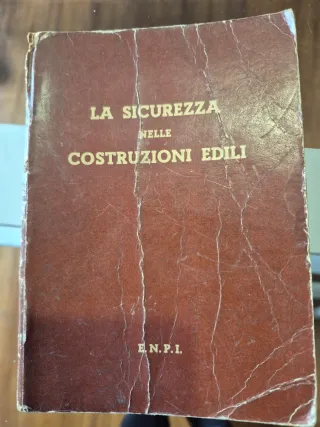 LA SICUREZZA
NELLE
COSTRUZIONI EDILI
E.N.P.I.